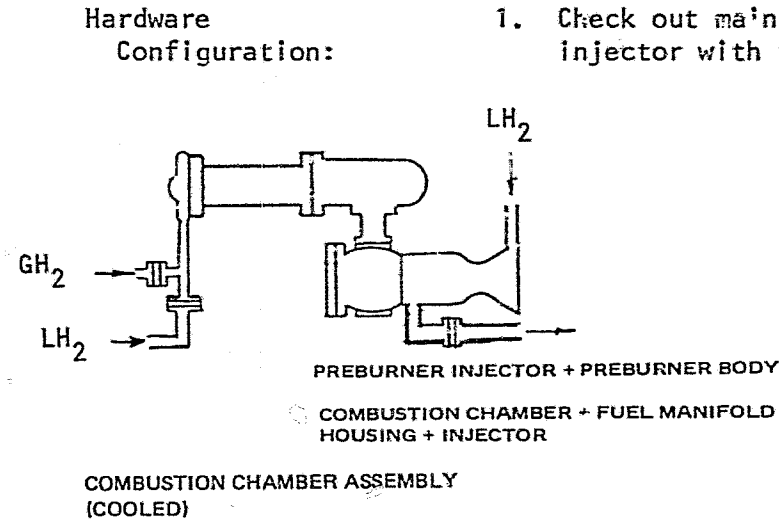 Hardware
Configuration:
1. Check out main
injector with
LH2
GH2
LH2
PREBURNER INJECTOR + PREBURNER BODY
COMBUSTION CHAMBER + FUEL MANIFOLD
HOUSING + INJECTOR
COMBUSTION CHAMBER ASSEMBLY
(COOLED)